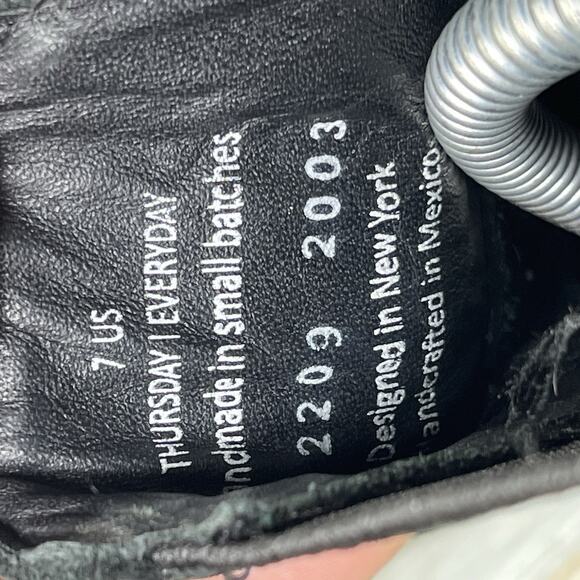 7 US
THURSDAY | EVERYDAY
ndmade in small batches
2209 2003
Designed in New York
andcrafted in Mexico